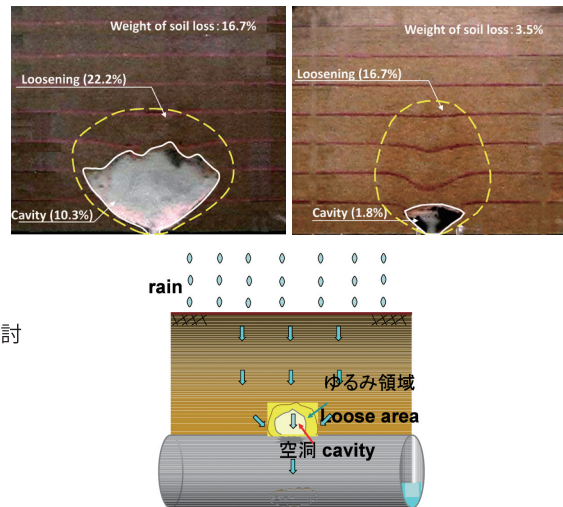 Weight of soil loss：16.7%
Loosening (22.2%)
Cavity (10.3%)
Weight of soil loss：3.5%
Loosening (16.7%)
Cavity (1.8%)
rain
討
ゆるみ領域
Loose area
空洞 cavity